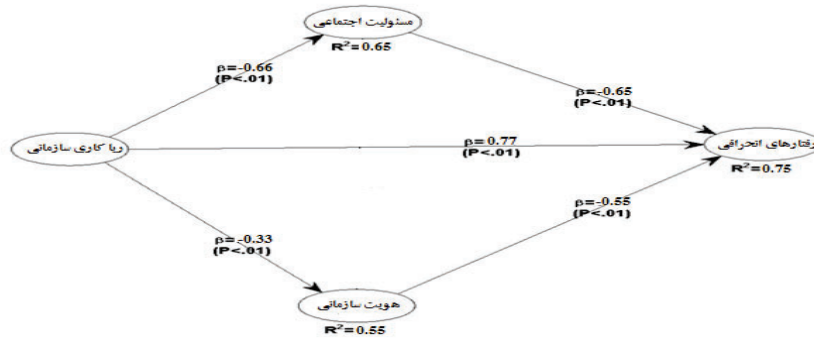 مسئولیت اجتماعی
R²=0.65
β=-0.66
(P<.01)
β=-0.65
(P<.01)
ریا کاری سازمانی
β=0.77
(P<.01)
رفتارهای انحرافی
R²=0.75
β=-0.55
(P<.01)
β=-0.33
(P<.01)
هویت سازمانی
R²=0.55